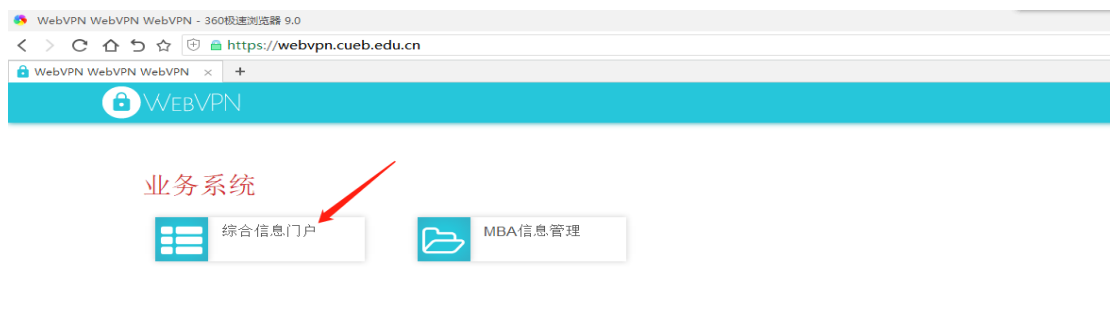 WebVPN WebVPN WebVPN - 360极速浏览器 9.0
https://webvpn.cueb.edu.cn
WebVPN WebVPN WebVPN × +
WEBVPN
业务系统
综合信息门户 MBA信息管理